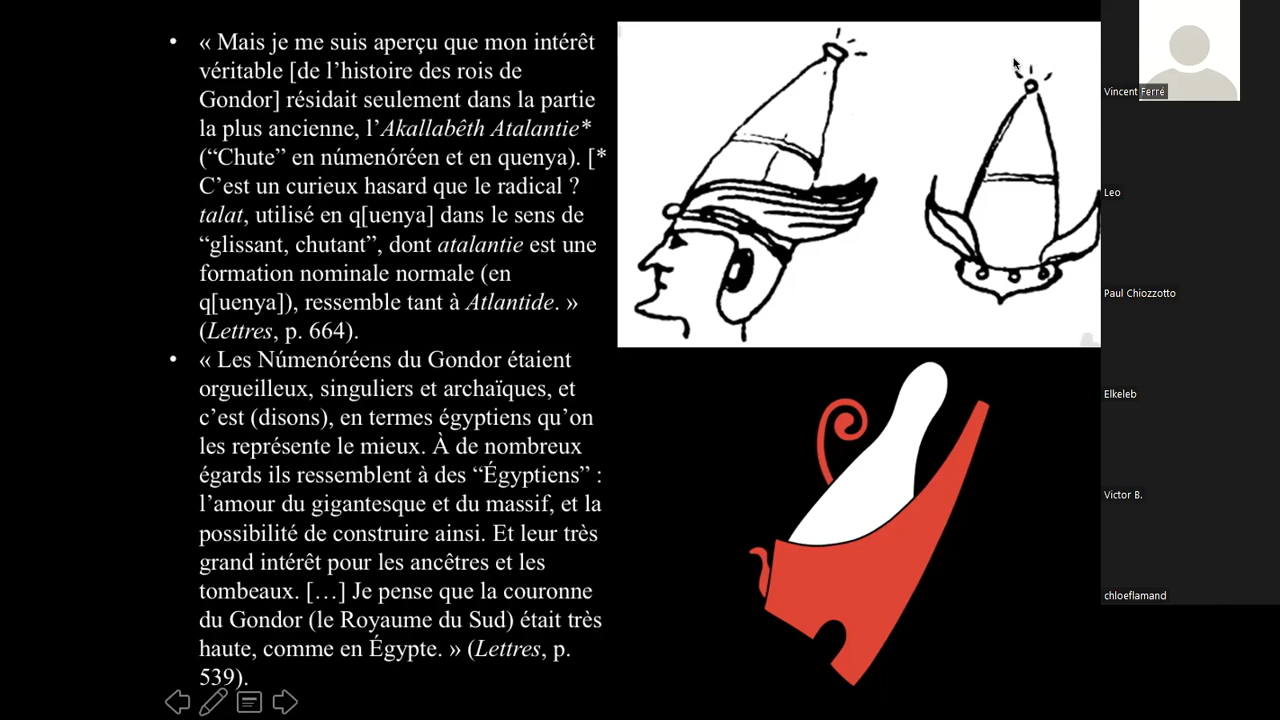 • « Mais je me suis aperçu que mon intérêt
véritable [de l’histoire des rois de
Gondor] résidait seulement dans la partie
la plus ancienne, l’Akallabêth Atalantie*
(“Chute” en númenóréen et en quenya). [*
C’est un curieux hasard que le radical ?
talat, utilisé en q[uenya] dans le sens de
“glissant, chutant”, dont atalantie est une
formation nominale normale (en
q[uenya]), ressemble tant à Atlantide. »
(Lettres, p. 664).
• « Les Númenóréens du Gondor étaient
orgueilleux, singuliers et archaïques, et
c’est (disons), en termes égyptiens qu’on
les représente le mieux. À de nombreux
égards ils ressemblent à des “Égyptiens” :
l’amour du gigantesque et du massif, et la
possibilité de construire ainsi. Et leur très
grand intérêt pour les ancêtres et les
tombeaux. […] Je pense que la couronne
du Gondor (le Royaume du Sud) était très
haute, comme en Égypte. » (Lettres, p.
539).
Vincent Ferré
Leo
Paul Chiozzotto
Elkeleb
Victor B.
chloeflamand